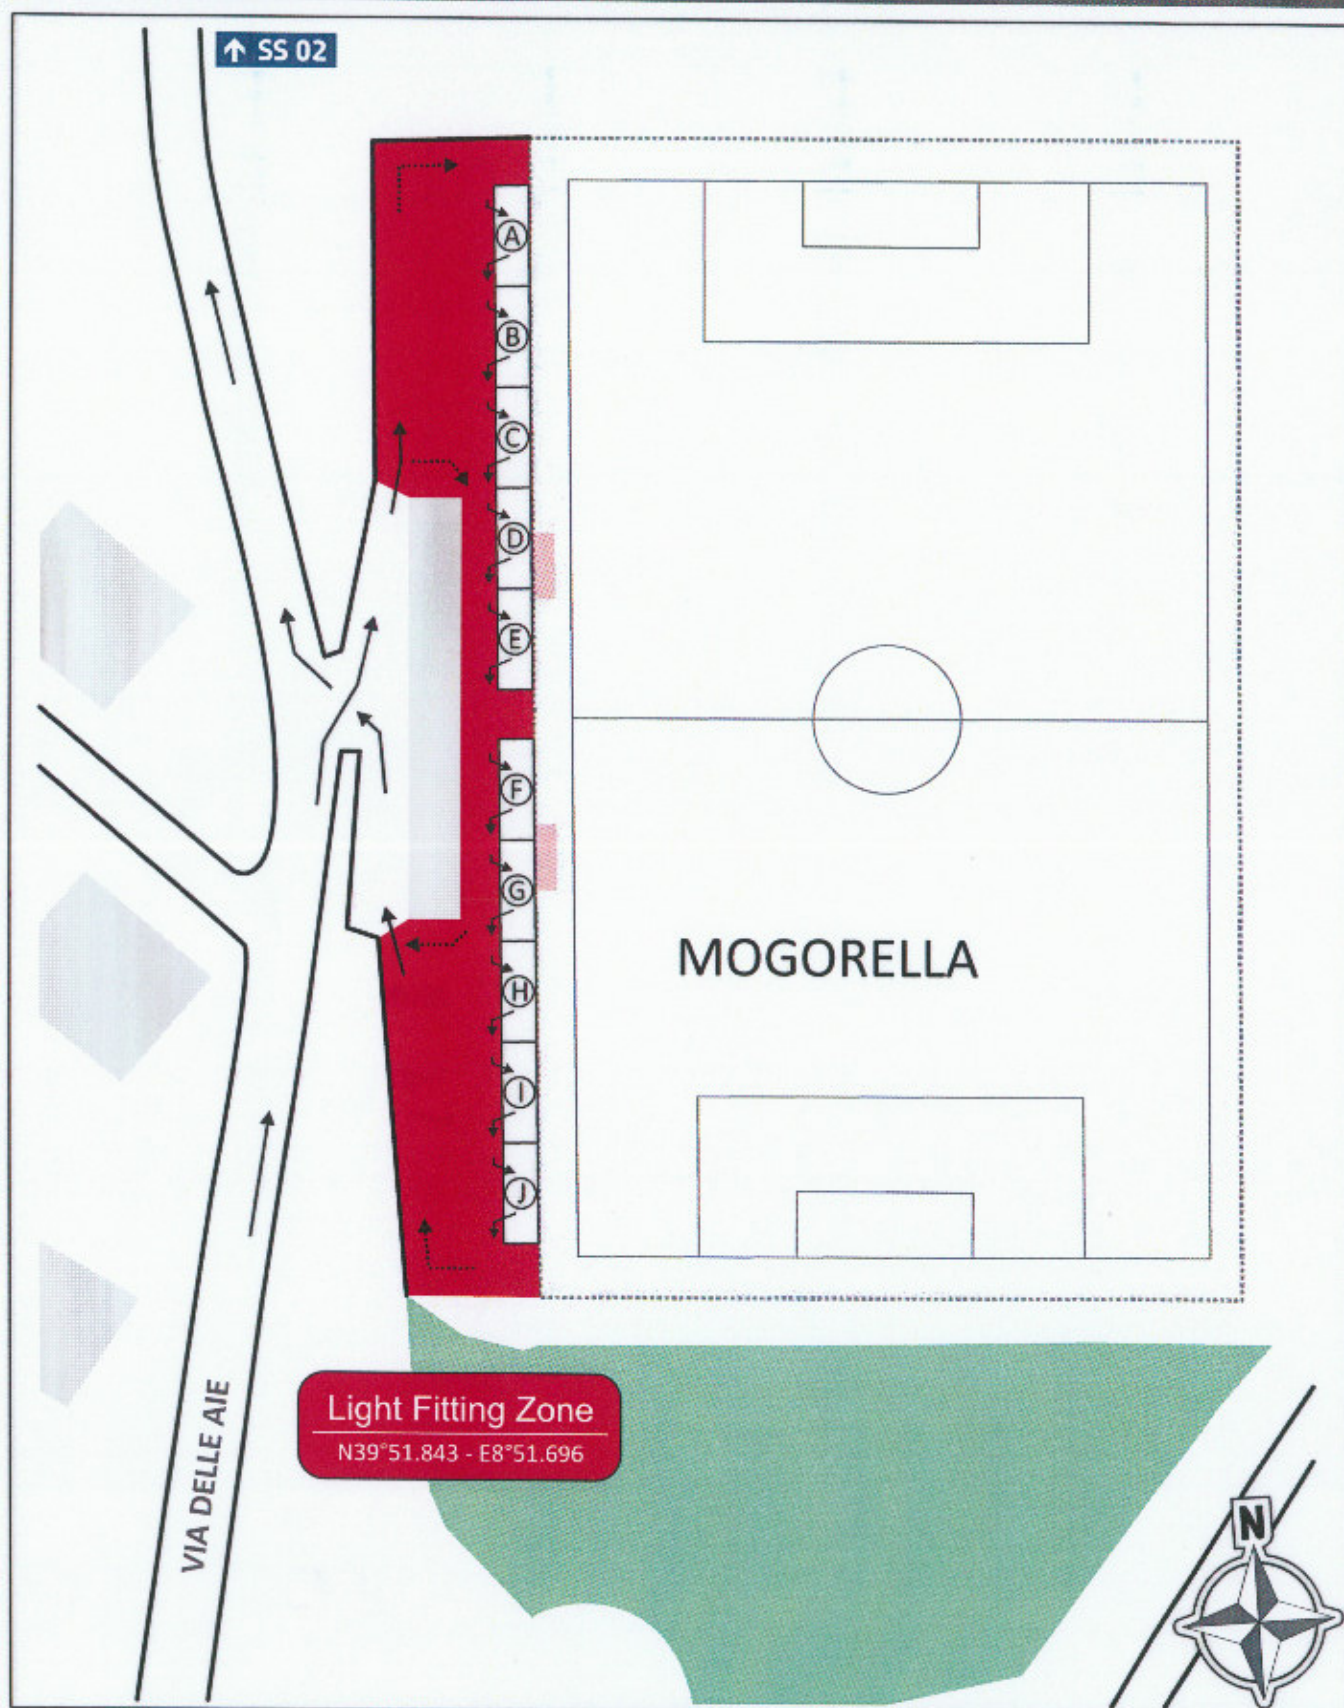 ↑ SS 02
A
B
C
D
E
F
G
H
I
J
MOGORELLA
Light Fitting Zone
N39°51.843 - E8°51.696
VIA DELLE AIE
N